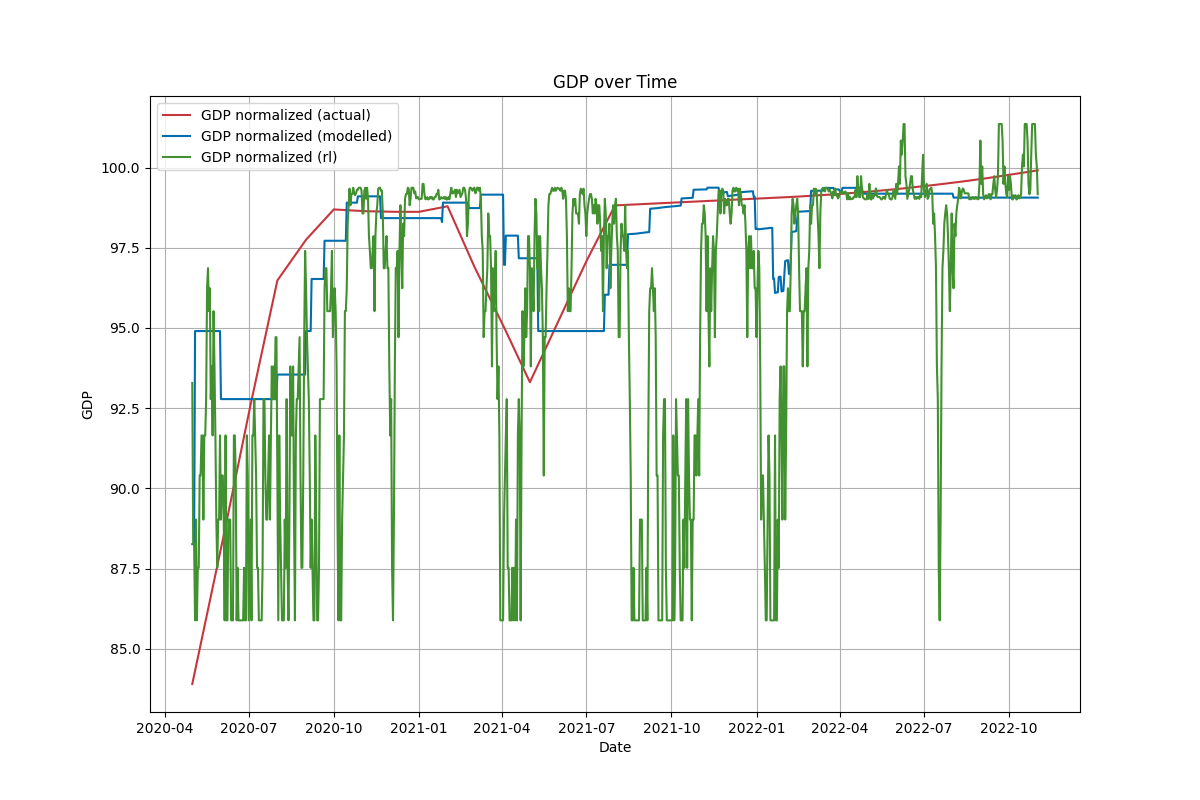 GDP over Time
GDP normalized (actual)
GDP normalized (modelled)
GDP normalized (rl)
GDP
100.0
97.5
95.0
92.5
90.0
87.5
85.0
2020-04 2020-07 2020-10 2021-01 2021-04 2021-07 2021-10 2022-01 2022-04 2022-07 2022-10
Date